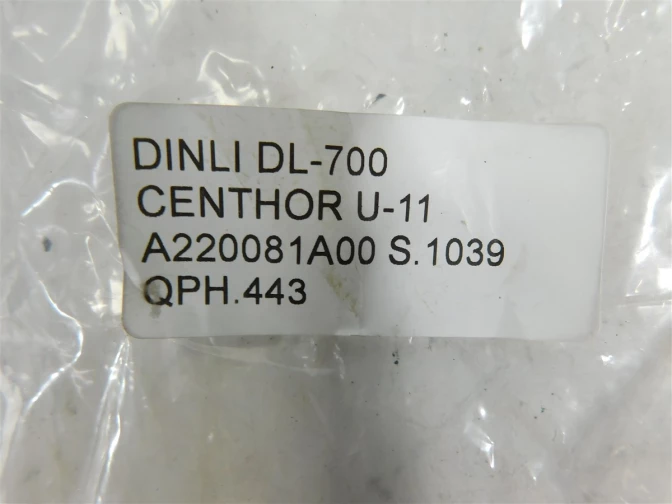 DINLI DL-700
CENTHOR U-11
A220081A00 S.1039
QPH.443